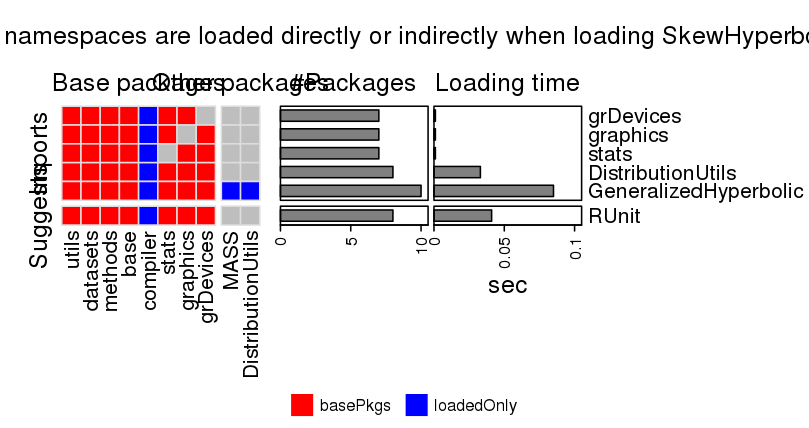 namespaces are loaded directly or indirectly when loading SkewHyperbo
Base packages
Other packages
#Packages
Loading time
Imports
Suggests
grDevices
graphics
stats
DistributionUtils
GeneralizedHyperbolic
RUnit
utils
datasets
methods
base
compiler
stats
graphics
grDevices
MASS
DistributionUtils
0
5
10
0
0.05
0.1
sec
basePkgs
loadedOnly